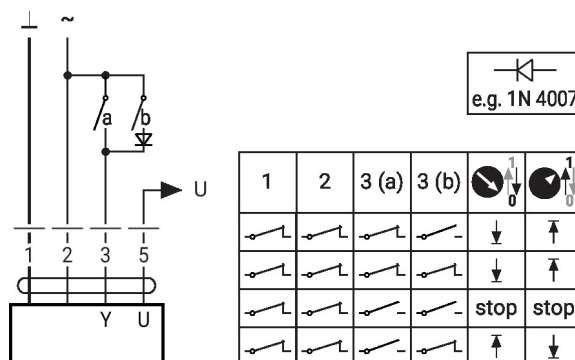 ⊥ ~
a b
U
1 2 3 5
Y U
e.g. 1N 4007
1 2 3 (a) 3 (b) 1 0 1 0
stop stop